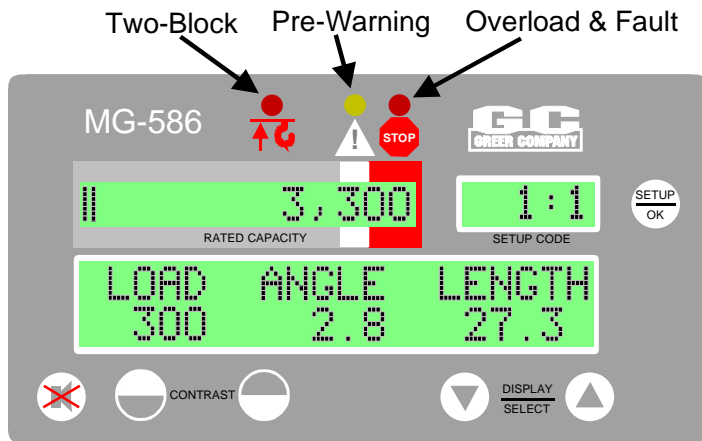 Two-Block Pre-Warning Overload & Fault
MG-586
!
STOP
GC
GREER COMPANY
3,300
1:1
SETUP
OK
RATED CAPACITY
SETUP CODE
LOAD ANGLE LENGTH
300 2.8 27.3
CONTRAST
DISPLAY
SELECT